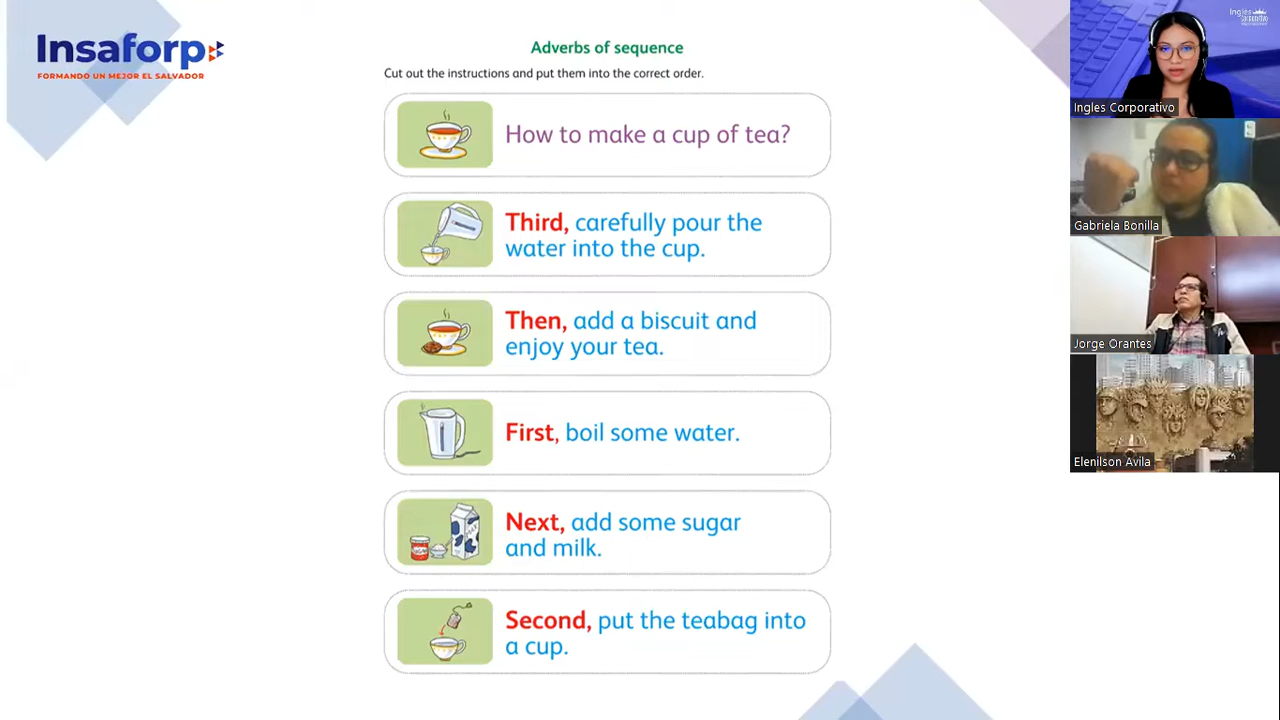 Insaforp
FORMANDO UN MEJOR EL SALVADOR
Adverbs of sequence
Cut out the instructions and put them into the correct order.
How to make a cup of tea?
Third, carefully pour the
water into the cup.
Then, add a biscuit and
enjoy your tea.
First, boil some water.
Next, add some sugar
and milk.
Second, put the teabag into
a cup.
Ingles
Ingles Corporativo
Gabriela Bonilla
Jorge Orantes
Elenilson Avila